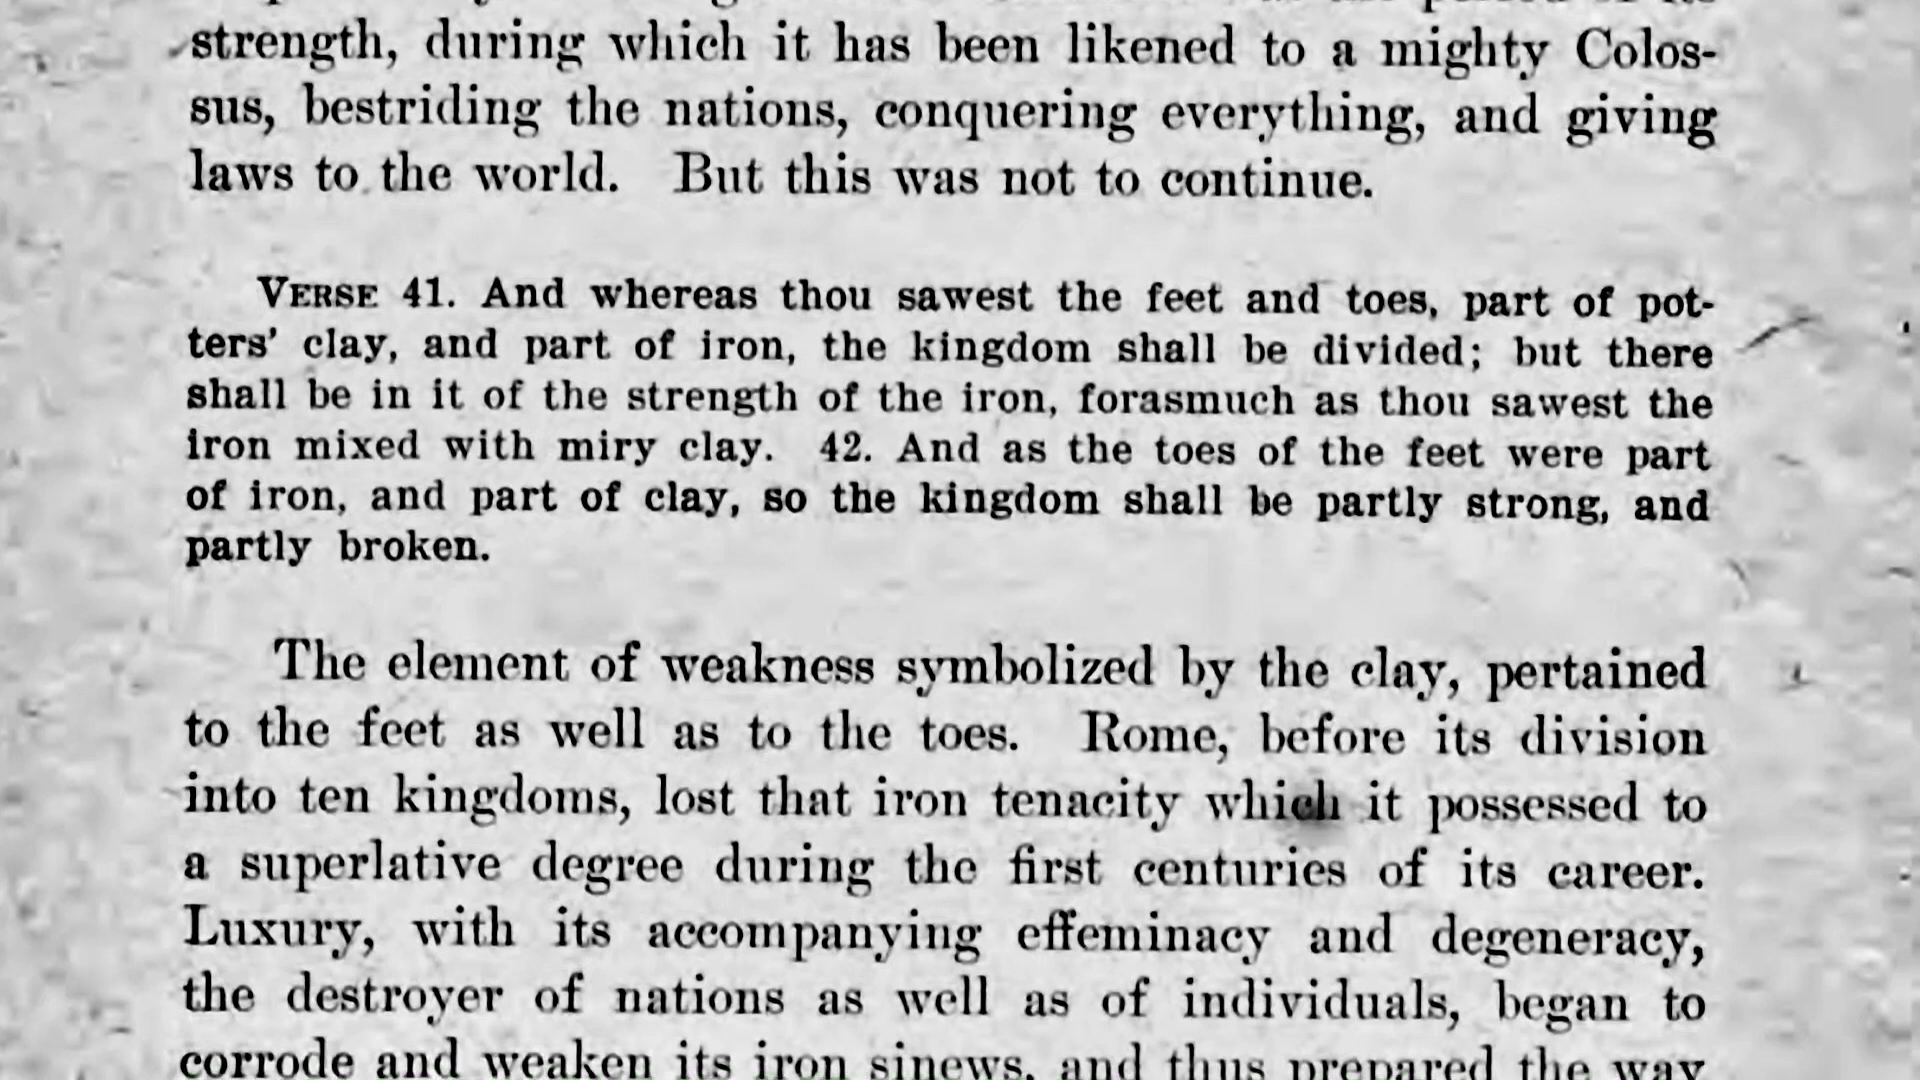 strength, during which it has been likened to a mighty Colos-
sus, bestriding the nations, conquering everything, and giving
laws to the world. But this was not to continue.
VERSE 41. And whereas thou sawest the feet and toes, part of pot-
ters' clay, and part of iron, the kingdom shall be divided; but there
shall be in it of the strength of the iron, forasmuch as thou sawest the
iron mixed with miry clay. 42. And as the toes of the feet were part
of iron, and part of clay, so the kingdom shall be partly strong, and
partly broken.
The element of weakness symbolized by the clay, pertained
to the feet as well as to the toes. Rome, before its division
into ten kingdoms, lost that iron tenacity which it possessed to
a superlative degree during the first centuries of its career.
Luxury, with its accompanying effeminacy and degeneracy,
the destroyer of nations as well as of individuals, began to
corrode and weaken its iron sinews, and thus prepared the way